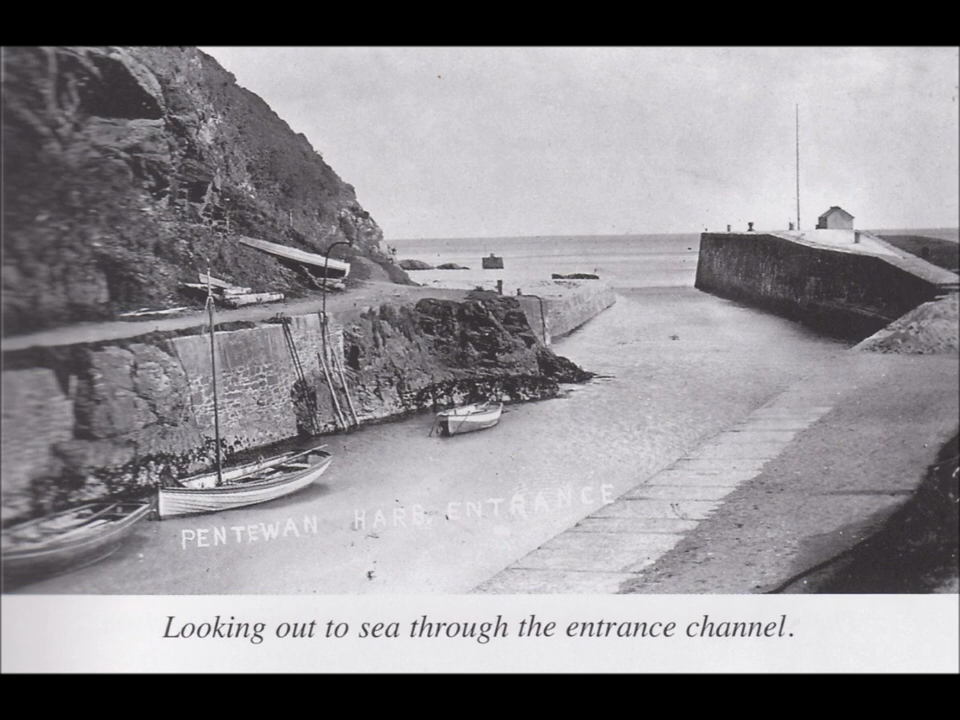 PENTEWAN HARB. ENTRANCE
Looking out to sea through the entrance channel.